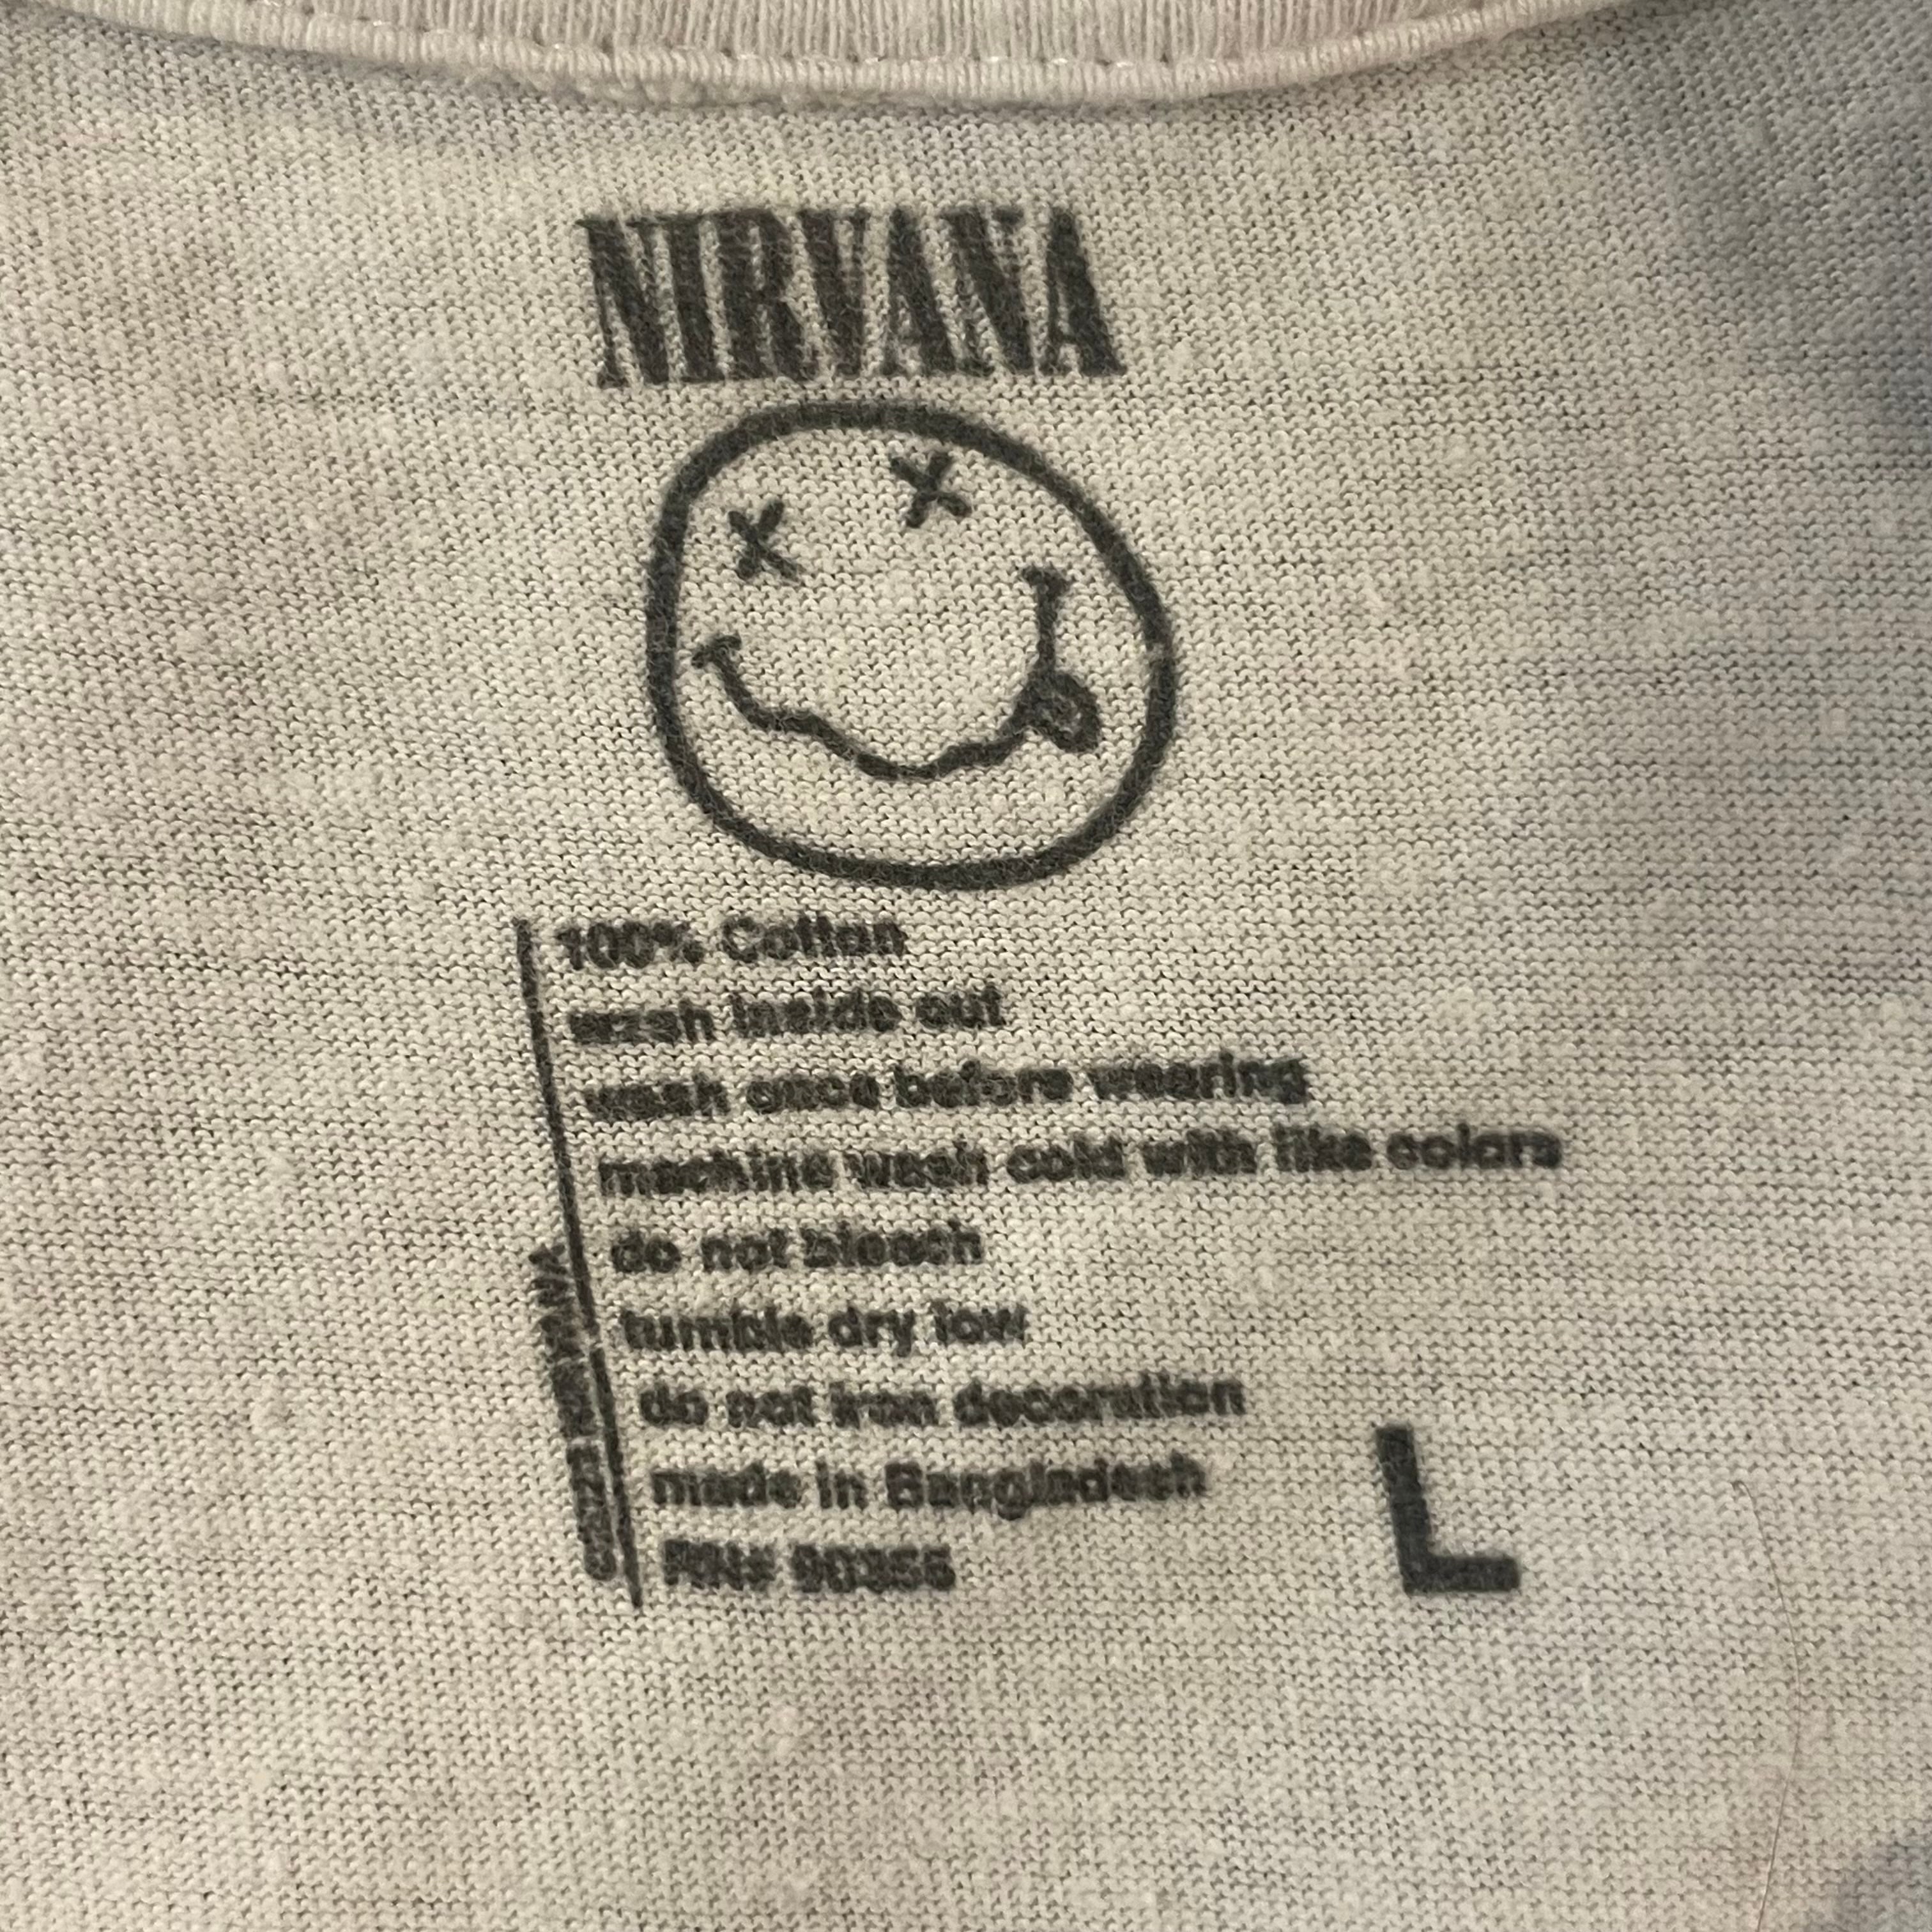 NIRVANA
100% Cotton
wash inside out
wash once before wearing
machine wash cold with like colors
do not bleach
tumble dry low
do not iron decoration
made in Bangladesh
RN# 90355
L